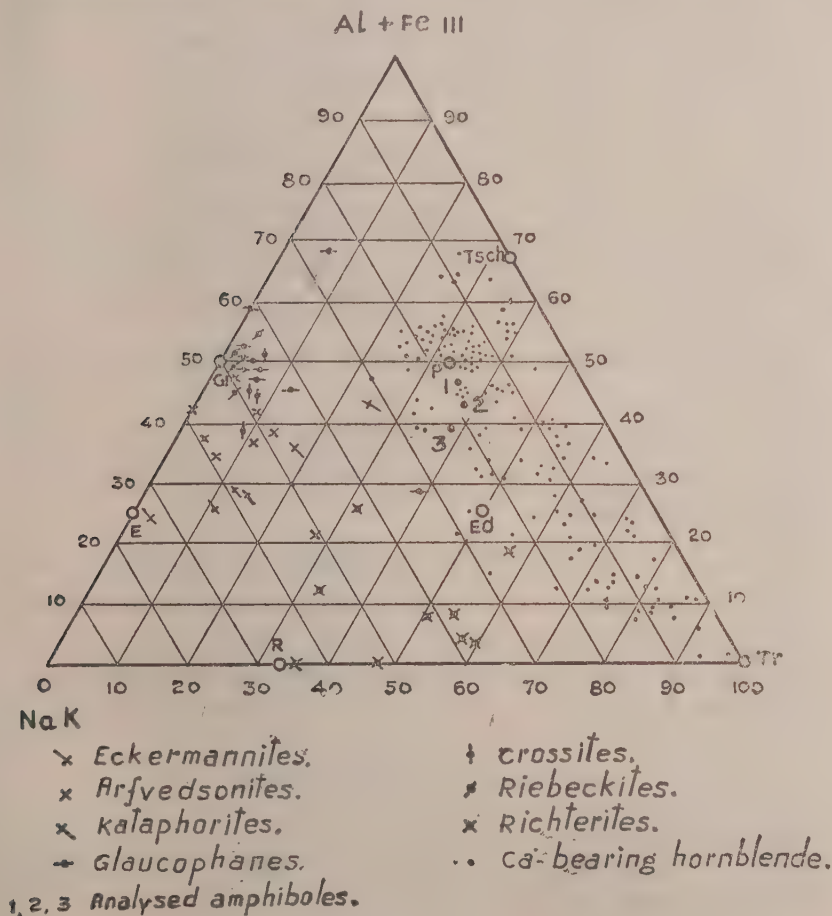 Al + Fe III
90 90
80 80
70 70
Tsch
60 60
50 50
Gl P
1
2
40 40
3
30 30
E Ed
20 20
10 10
R Tr
0 10 20 30 40 50 60 70 80 90 100
Na K
Eckermannites. crossites.
Arfvedsonites. Riebeckites.
Kataphorites. Richterites.
Glaucophanes. Ca-bearing hornblende.
1, 2, 3 Analysed amphiboles.